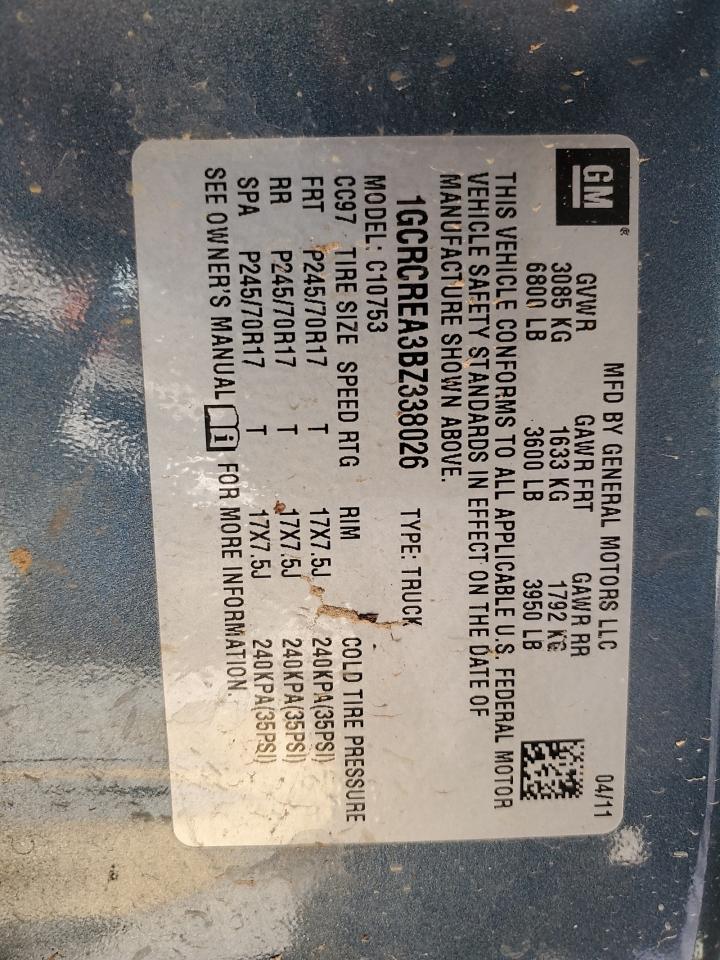 GM®
MFD BY GENERAL MOTORS LLC 04/11
GVWR GAWR FRT GAWR RR
3085 KG 1633 KG 1792 KG
6800 LB 3600 LB 3950 LB
THIS VEHICLE CONFORMS TO ALL APPLICABLE U.S. FEDERAL MOTOR
VEHICLE SAFETY STANDARDS IN EFFECT ON THE DATE OF
MANUFACTURE SHOWN ABOVE.
1GCRCREA3BZ338026 TYPE: TRUCK
MODEL: C10753
CC97 TIRE SIZE SPEED RTG RIM COLD TIRE PRESSURE
FRT P245/70R17 T 17X7.5J 240KPA(35PSI)
RR P245/70R17 T 17X7.5J 240KPA(35PSI)
SPA P245/70R17 T 17X7.5J 240KPA(35PSI)
SEE OWNER'S MANUAL i FOR MORE INFORMATION.